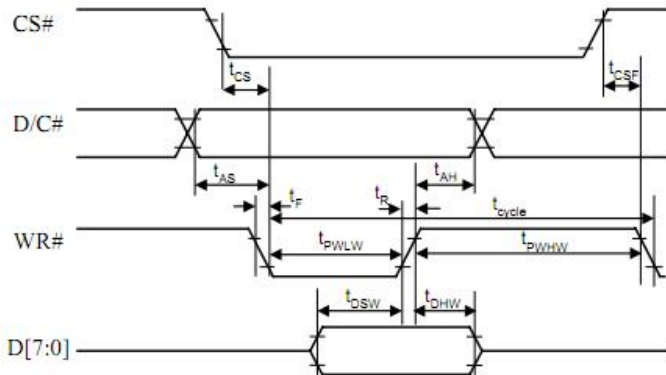 CS#
tCS
tCSF
D/C#
tAS
tF
tR
tAH
tcycle
WR#
tPWLW
tPWHW
tDSW
tDHW
D[7:0]